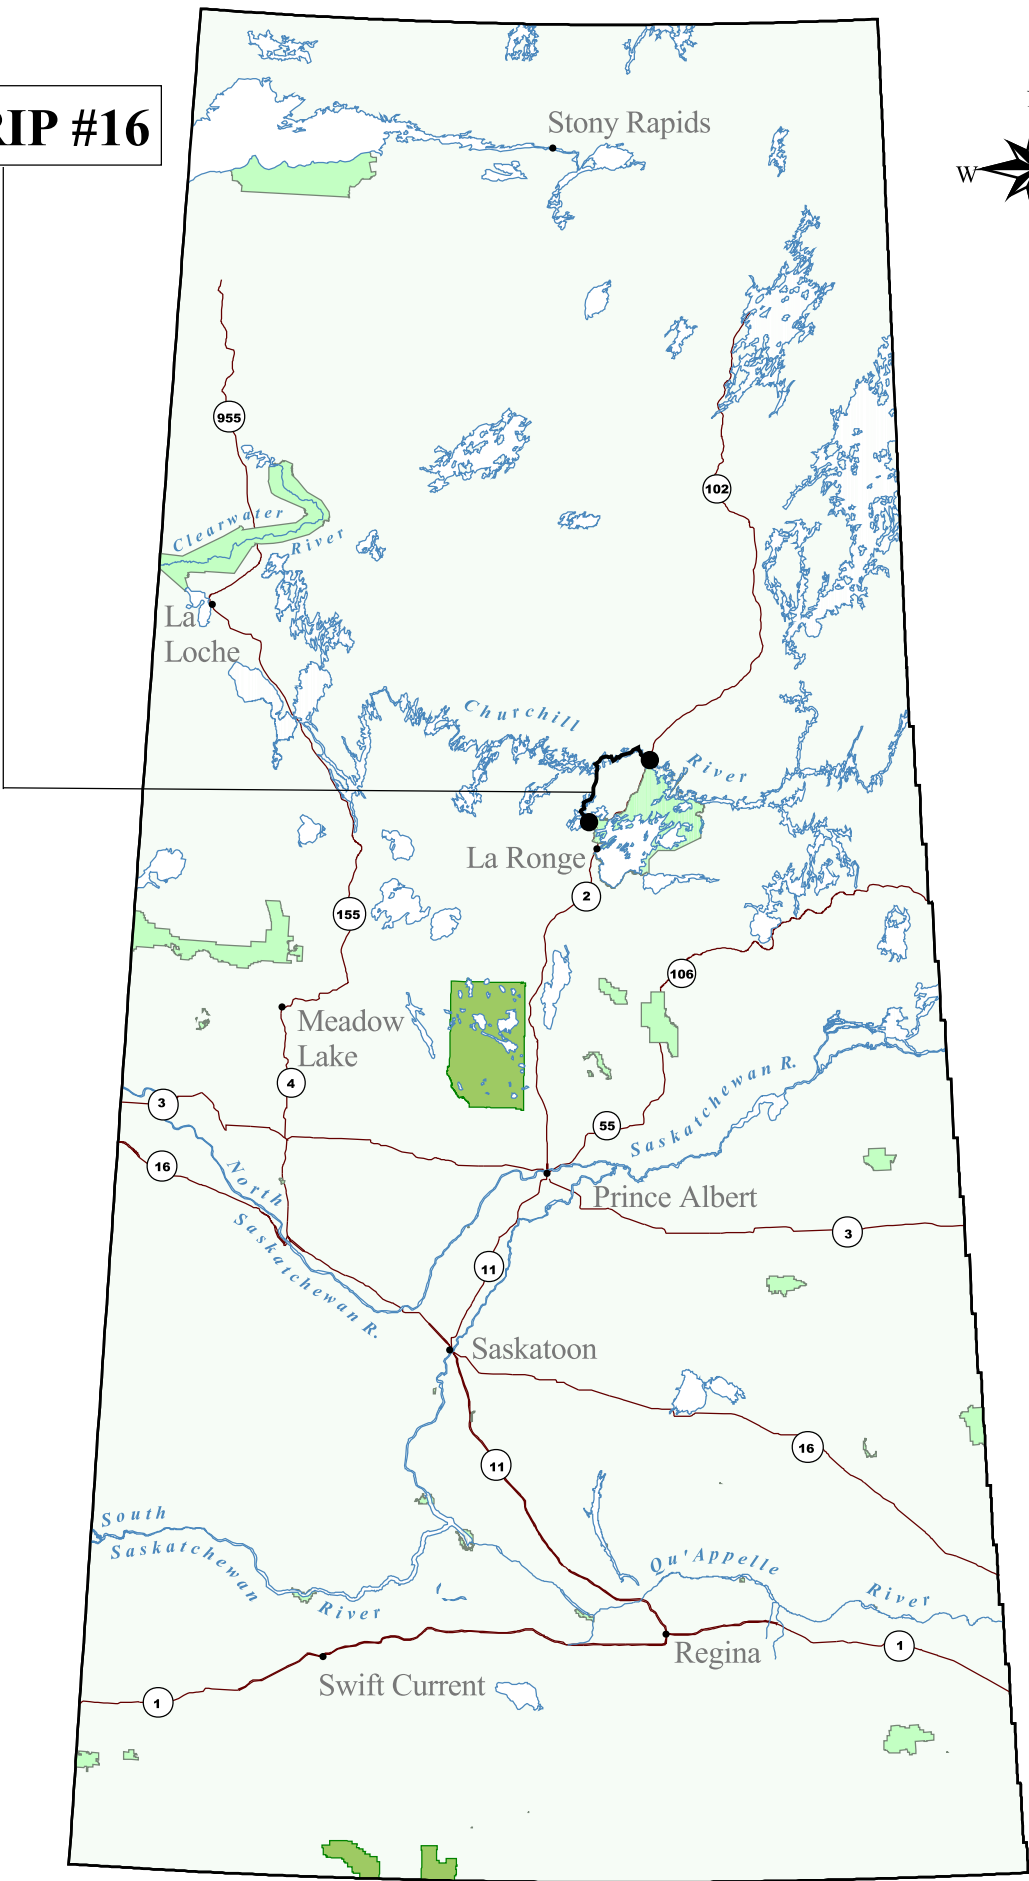 RIP #16
Stony Rapids
W
955
102
Clearwater
River
La
Loche
Churchill
River
La Ronge
2
155
106
Meadow
Lake
4
3
55
Saskatchewan R.
16
North
Saskatchewan R.
Prince Albert
3
11
Saskatoon
16
11
South
Saskatchewan
River
Qu'Appelle
River
Regina
1
Swift Current
1